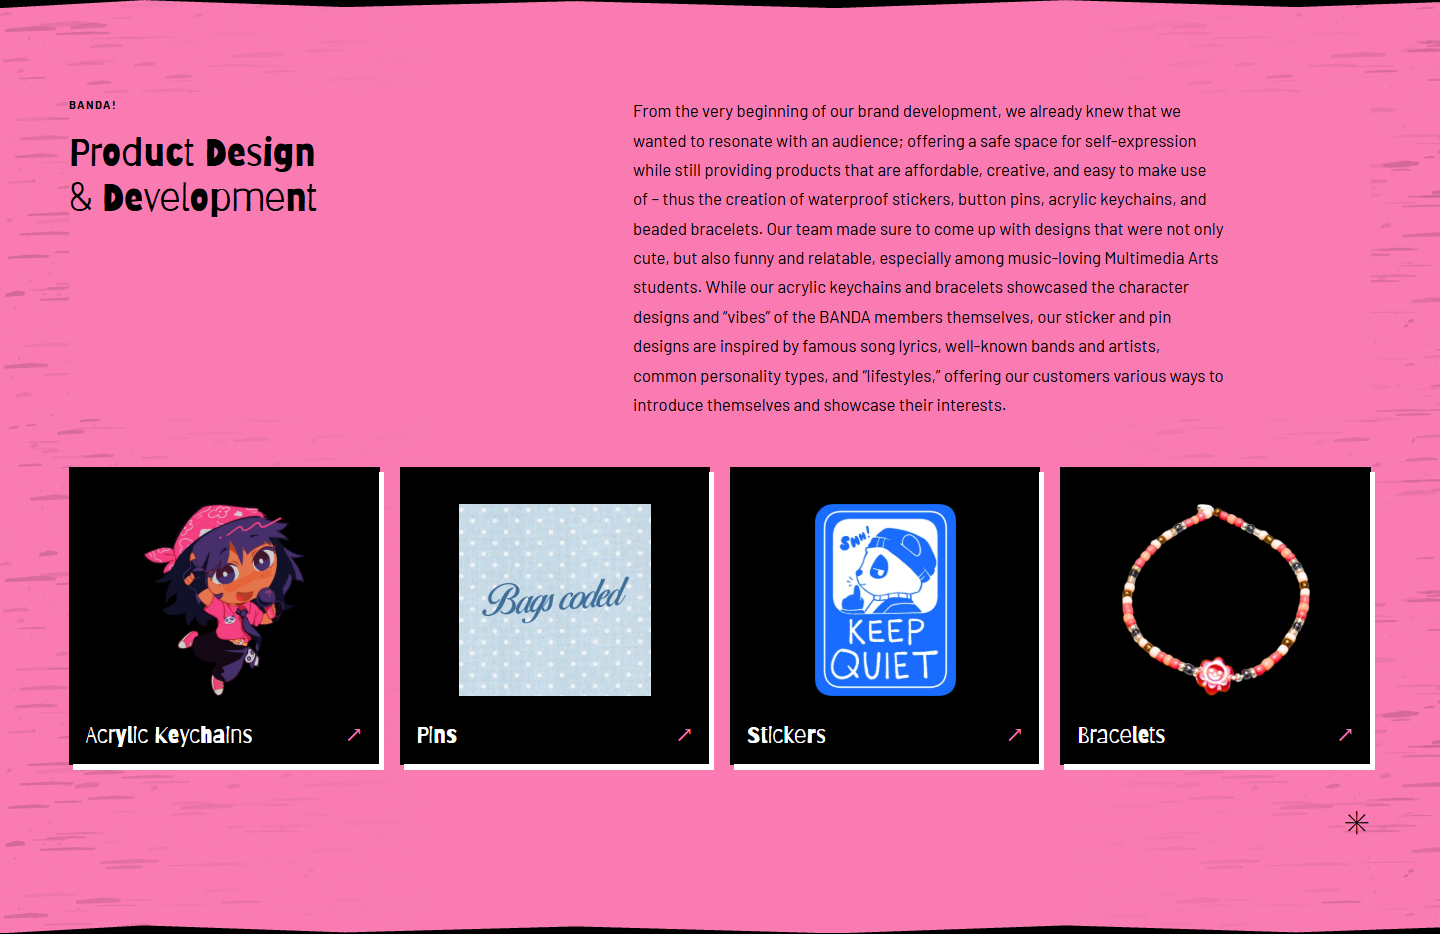 BANDA!
Product Design
& Development
From the very beginning of our brand development, we already knew that we
wanted to resonate with an audience; offering a safe space for self-expression
while still providing products that are affordable, creative, and easy to make use
of – thus the creation of waterproof stickers, button pins, acrylic keychains, and
beaded bracelets. Our team made sure to come up with designs that were not only
cute, but also funny and relatable, especially among music-loving Multimedia Arts
students. While our acrylic keychains and bracelets showcased the character
designs and “vibes” of the BANDA members themselves, our sticker and pin
designs are inspired by famous song lyrics, well-known bands and artists,
common personality types, and “lifestyles,” offering our customers various ways to
introduce themselves and showcase their interests.
Bags coded
SHH!
KEEP
QUIET
Acrylic Keychains ↗
Pins ↗
Stickers ↗
Bracelets ↗